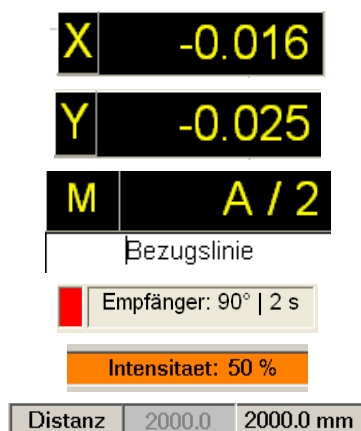 X -0.016
Y -0.025
M A / 2
Bezugslinie
Empfänger: 90° | 2 s
Intensitaet: 50 %
Distanz 2000.0 2000.0 mm